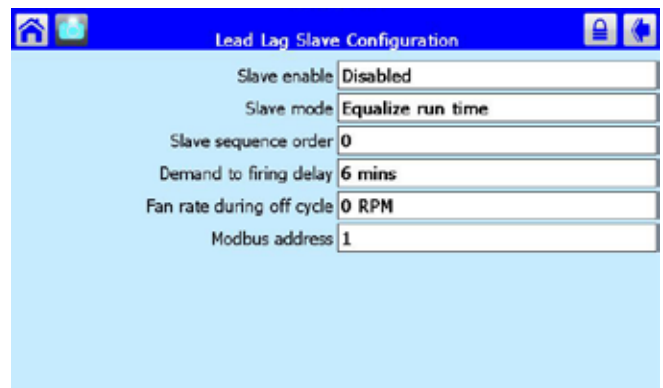 Lead Lag Slave Configuration
Slave enable Disabled
Slave mode Equalize run time
Slave sequence order 0
Demand to firing delay 6 mins
Fan rate during off cycle 0 RPM
Modbus address 1